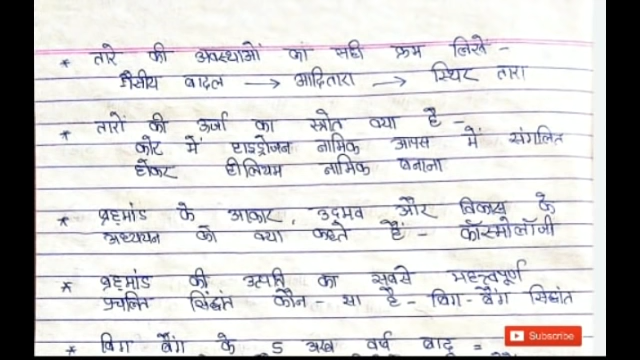 * तारे की अवस्थाओं का सही क्रम लिखें -
गैसीय बादल → आदितारा → स्थिर तारा
* तारों की ऊर्जा का स्त्रोत क्या है -
कोर में हाइड्रोजन नामिक आपस में संगलित
होकर हीलियम नामिक बनाना
* ब्रह्मांड के आकार, उद्भव और विकास के
अध्ययन को क्या कहते हैं - कॉस्मोलॉजी
* ब्रह्मांड की उत्पत्ति का सबसे महत्त्वपूर्ण
प्रचलित सिद्धांत कौन - सा है - बिग - बैंग सिद्धांत
* बिग बैंग के 5 अरब वर्ष बाद =
Subscribe